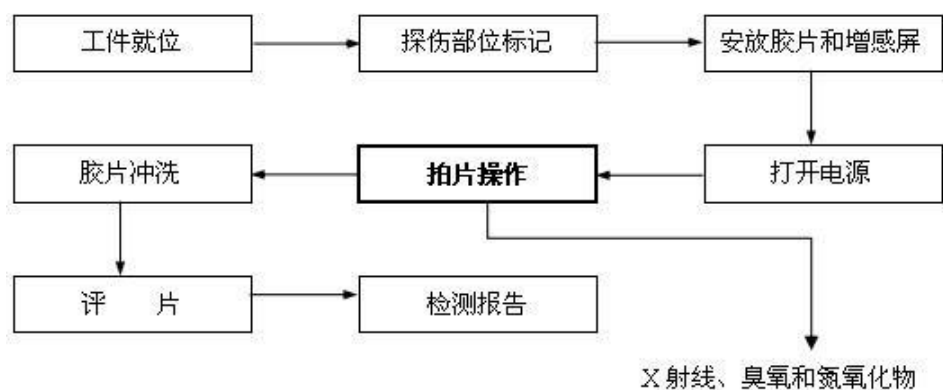 工件就位
探伤部位标记
安放胶片和增感屏
胶片冲洗
拍片操作
打开电源
评 片
检测报告
X射线、臭氧和氮氧化物